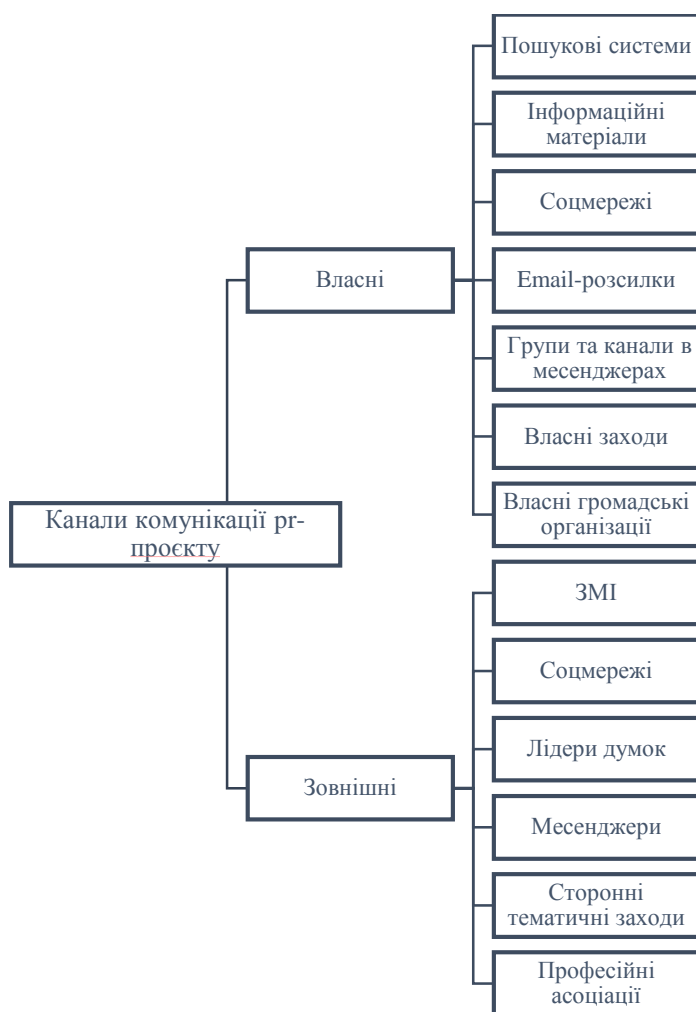 Канали комунікації pr-
проєкту
Власні
Пошукові системи
Інформаційні
матеріали
Соцмережі
Email-розсилки
Групи та канали в
месенджерах
Власні заходи
Власні громадські
організації
Зовнішні
ЗМІ
Соцмережі
Лідери думок
Месенджери
Сторонні
тематичні заходи
Професійні
асоціації